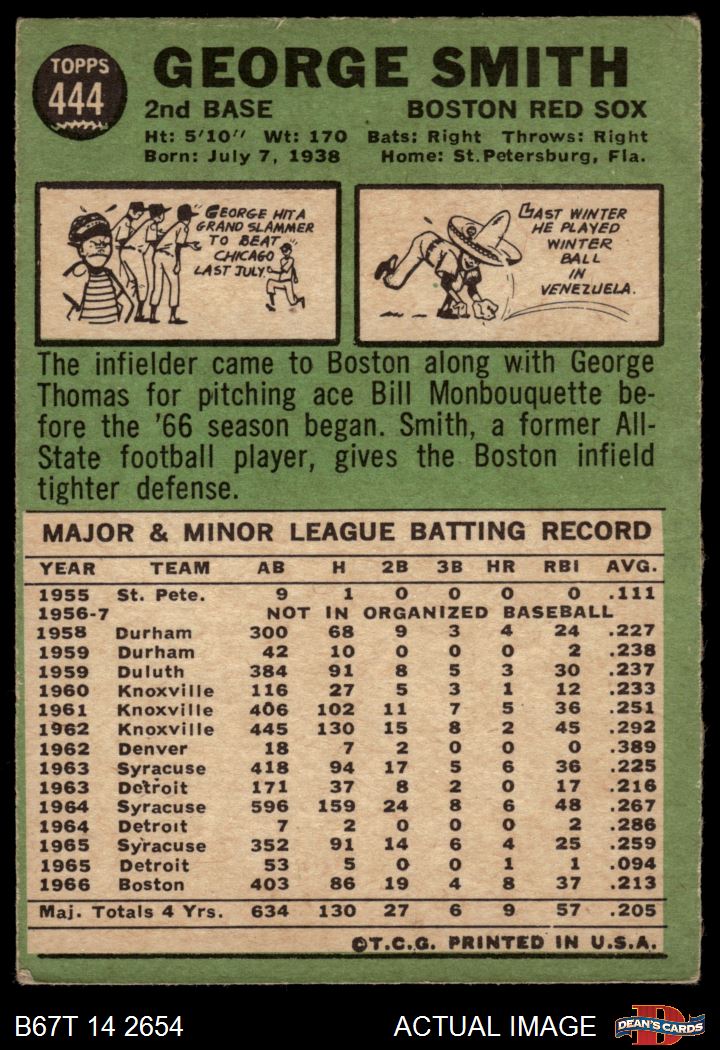 TOPPS
444
GEORGE SMITH
2nd BASE BOSTON RED SOX
Ht: 5'10" Wt: 170 Bats: Right Throws: Right
Born: July 7, 1938 Home: St. Petersburg, Fla.
GEORGE HIT A
GRAND SLAMMER
TO BEAT
CHICAGO
LAST JULY.
LAST WINTER
HE PLAYED
WINTER
BALL
IN
VENEZUELA.
The infielder came to Boston along with George
Thomas for pitching ace Bill Monbouquette be-
fore the '66 season began. Smith, a former All-
State football player, gives the Boston infield
tighter defense.
MAJOR & MINOR LEAGUE BATTING RECORD
YEAR TEAM AB H 2B 3B HR RBI AVG.
1955 St. Pete. 9 1 0 0 0 0 .111
1956-7 NOT IN ORGANIZED BASEBALL
1958 Durham 300 68 9 3 4 24 .227
1959 Durham 42 10 0 0 0 2 .238
1959 Duluth 384 91 8 5 3 30 .237
1960 Knoxville 116 27 5 3 1 12 .233
1961 Knoxville 406 102 11 7 5 36 .251
1962 Knoxville 445 130 15 8 2 45 .292
1962 Denver 18 7 2 0 0 0 .389
1963 Syracuse 418 94 17 5 6 36 .225
1963 Detroit 171 37 8 2 0 17 .216
1964 Syracuse 596 159 24 8 6 48 .267
1964 Detroit 7 2 0 0 0 2 .286
1965 Syracuse 352 91 14 6 4 25 .259
1965 Detroit 53 5 0 0 1 1 .094
1966 Boston 403 86 19 4 8 37 .213
Maj. Totals 4 Yrs. 634 130 27 6 9 57 .205
©T.C.G. PRINTED IN U.S.A.
B67T 14 2654 ACTUAL IMAGE
D
DEAN'S CARDS